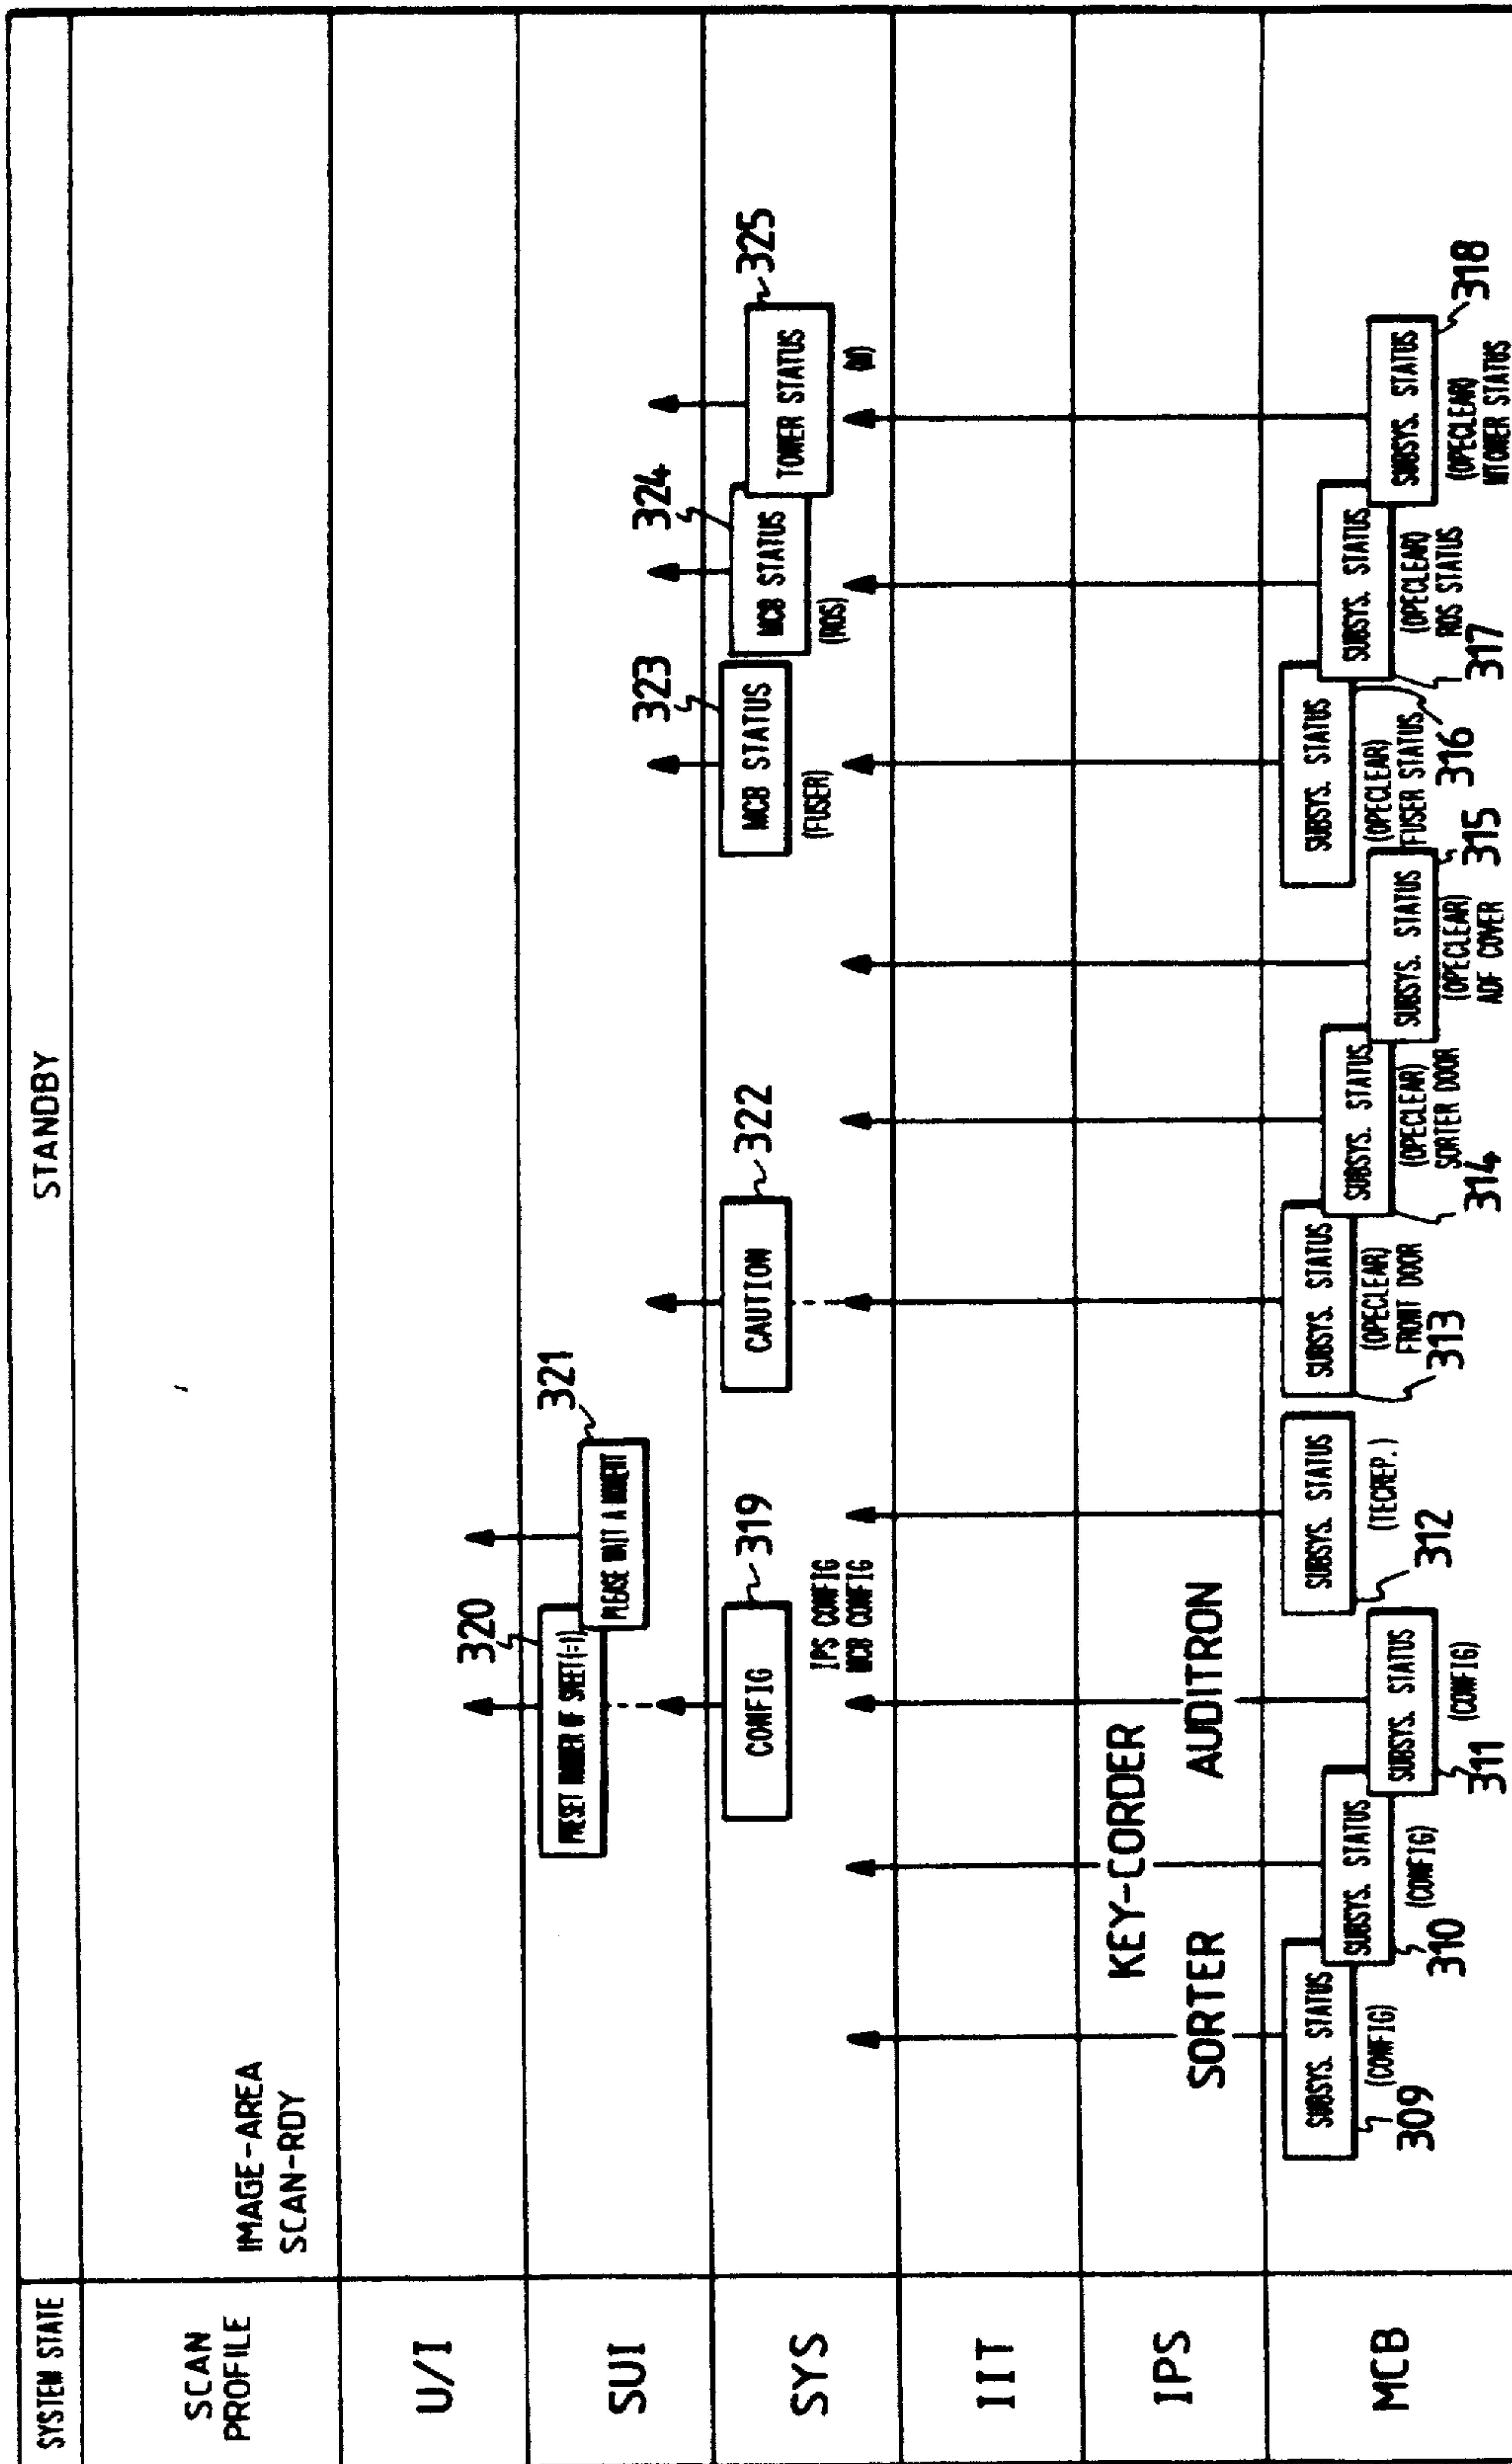 SYSTEM STATE
STANDBY
SCAN
PROFILE
IMAGE-AREA
SCAN-RDY
U/I
SUI
320
PRESET NUMBER OF SHEET(=1)
321
PLEASE WAIT A MOMENT
SYS
CONFIG
319
IPS CONFIG
MCB CONFIG
CAUTION
322
323
MCB STATUS
(FUSER)
324
MCB STATUS
(ROS)
325
TOWER STATUS
(M)
IIT
IPS
SORTER
KEY-CORDER
AUDITRON
MCB
SUBSYS. STATUS
(CONFIG)
309
SUBSYS. STATUS
(CONFIG)
310
SUBSYS. STATUS
(CONFIG)
311
SUBSYS. STATUS
(TECREP.)
312
SUBSYS. STATUS
(OPECLEAR)
FRONT DOOR
313
SUBSYS. STATUS
(OPECLEAR)
SORTER DOOR
314
SUBSYS. STATUS
(OPECLEAR)
ADF COVER
315
SUBSYS. STATUS
(OPECLEAR)
FUSER STATUS
316
SUBSYS. STATUS
(OPECLEAR)
ROS STATUS
317
SUBSYS. STATUS
(OPECLEAR)
MTOWER STATUS
318